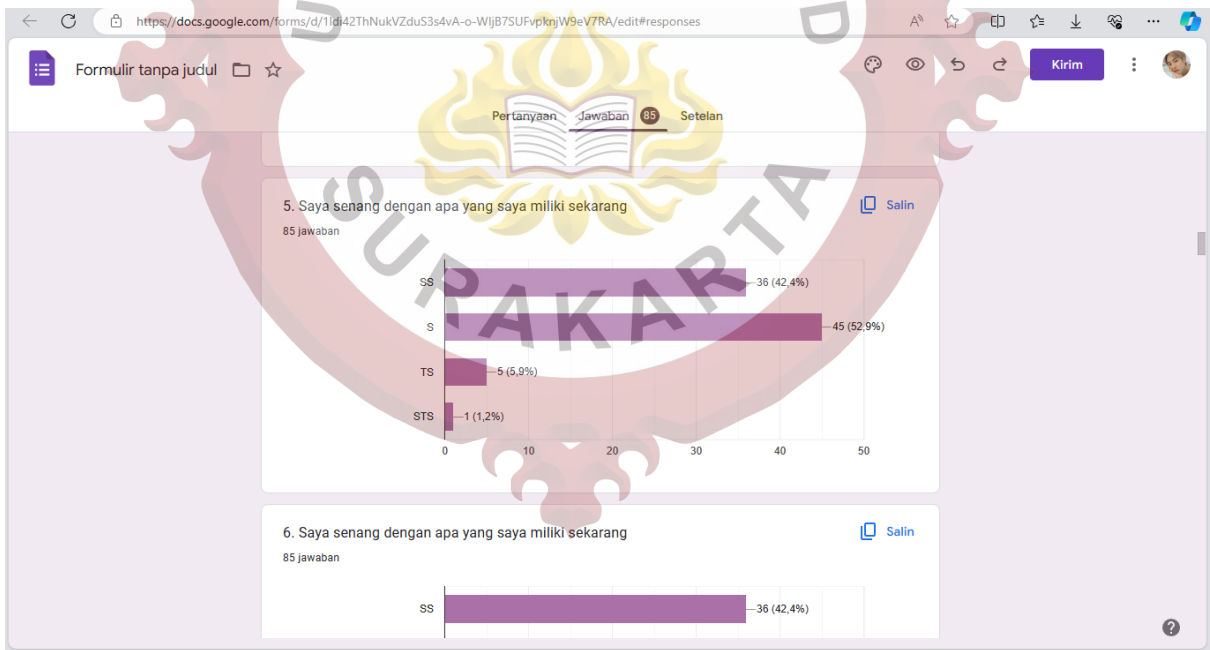 https://docs.google.com/forms/d/1ldi42ThNukVZduS3s4vA-o-WIjB7SUFvpknjW9eV7RA/edit#responses
Formulir tanpa judul
Kirim
Pertanyaan Jawaban 85 Setelan
5. Saya senang dengan apa yang saya miliki sekarang
Salin
85 jawaban
SS 36 (42,4%)
S 45 (52,9%)
TS 5 (5,9%)
STS 1 (1,2%)
0 10 20 30 40 50
6. Saya senang dengan apa yang saya miliki sekarang
Salin
85 jawaban
SS 36 (42,4%)
SURAKARTA